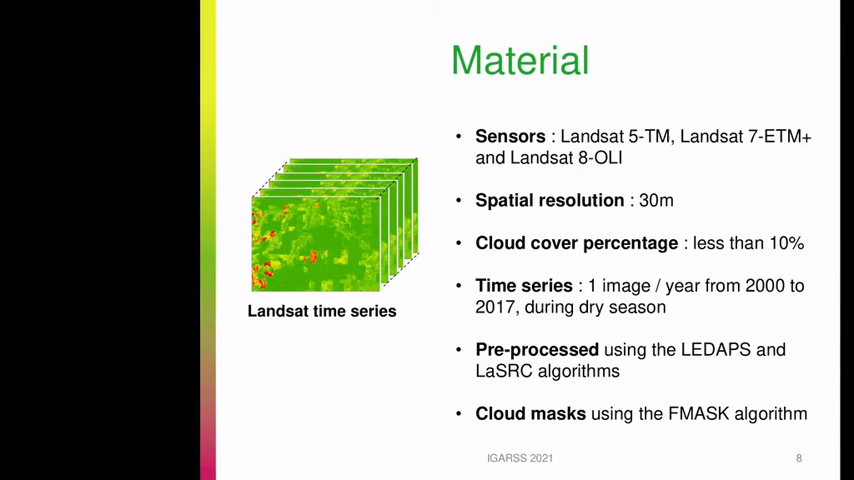 Material
• Sensors : Landsat 5-TM, Landsat 7-ETM+
and Landsat 8-OLI
• Spatial resolution : 30m
• Cloud cover percentage : less than 10%
• Time series : 1 image / year from 2000 to
2017, during dry season
• Pre-processed using the LEDAPS and
LaSRC algorithms
• Cloud masks using the FMASK algorithm
Landsat time series
IGARSS 2021
8